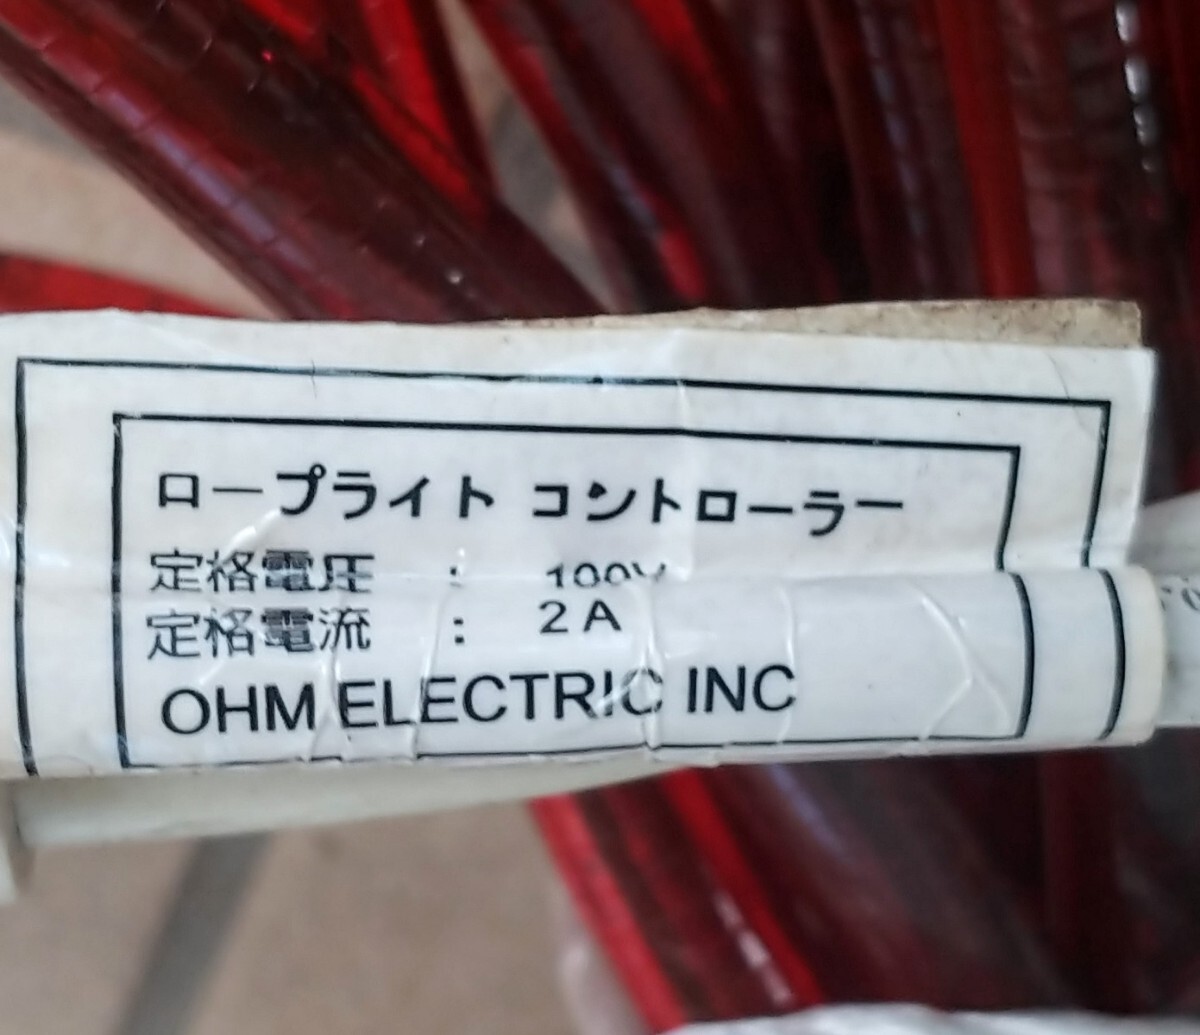 ロープライト コントローラー
定格電圧 : 100V
定格電流 : 2A
OHM ELECTRIC INC